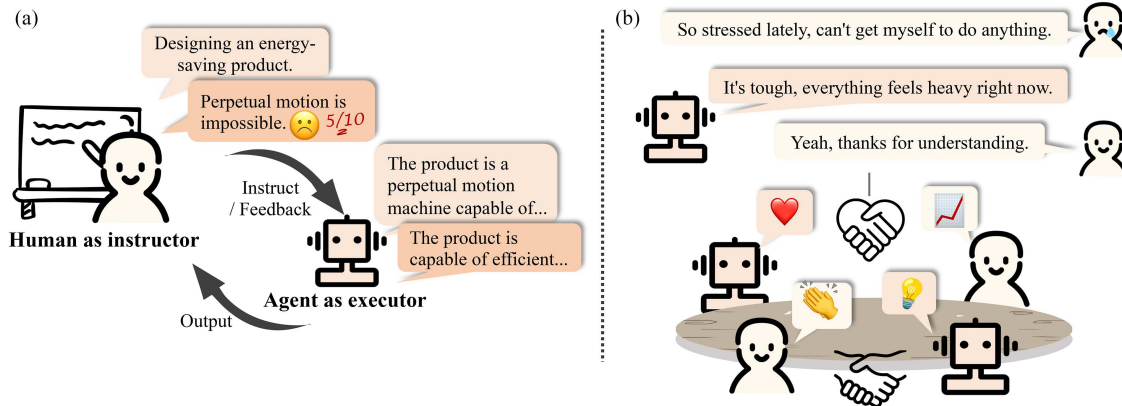 (a)
Designing an energy-
saving product.
Perpetual motion is
impossible. 5/10
Instruct
/ Feedback
The product is a
perpetual motion
machine capable of...
The product is
capable of efficient...
Human as instructor
Agent as executor
Output
(b)
So stressed lately, can't get myself to do anything.
It's tough, everything feels heavy right now.
Yeah, thanks for understanding.